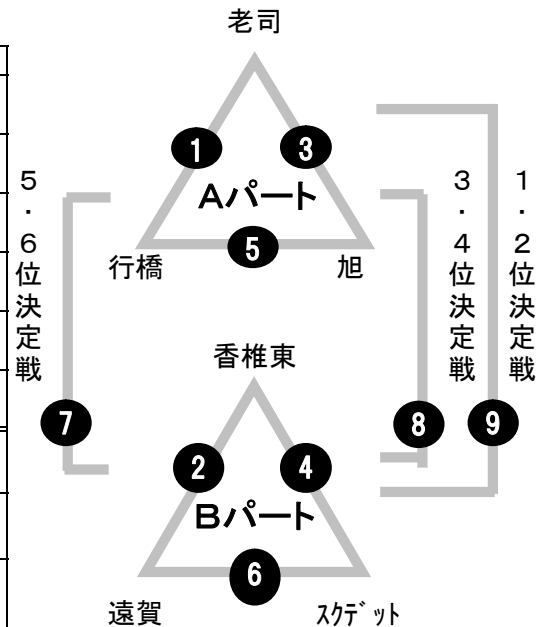 老司
1
3
Aパート
5
行橋
旭
5・6位決定戦
3・4位決定戦
1・2位決定戦
香椎東
7
8
9
2
4
Bパート
6
遠賀
スクデット